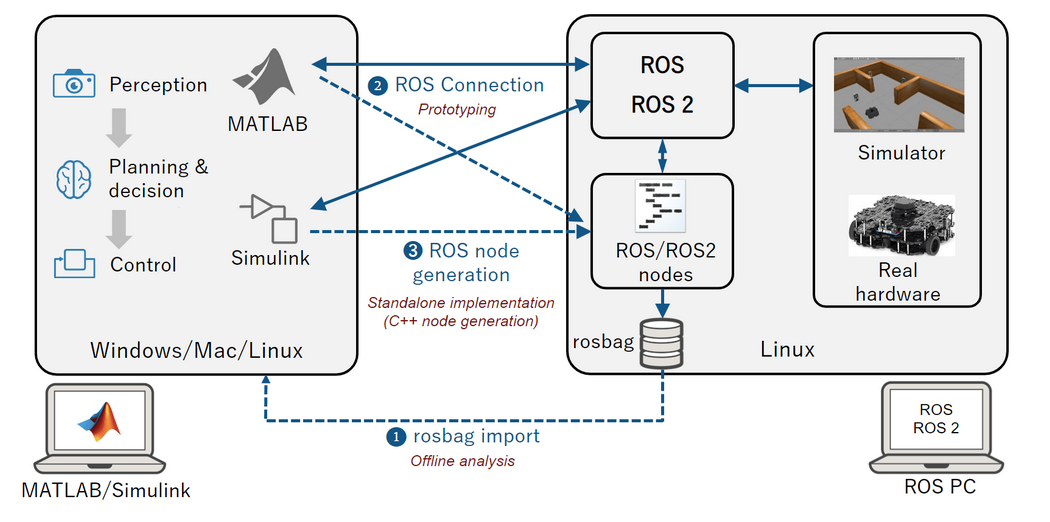 Perception
Planning &
decision
Control
MATLAB
Simulink
Windows/Mac/Linux
2 ROS Connection
Prototyping
3 ROS node
generation
Standalone implementation
(C++ node generation)
ROS
ROS 2
ROS/ROS2
nodes
rosbag
Simulator
Real
hardware
Linux
1 rosbag import
Offline analysis
MATLAB/Simulink
ROS
ROS 2
ROS PC